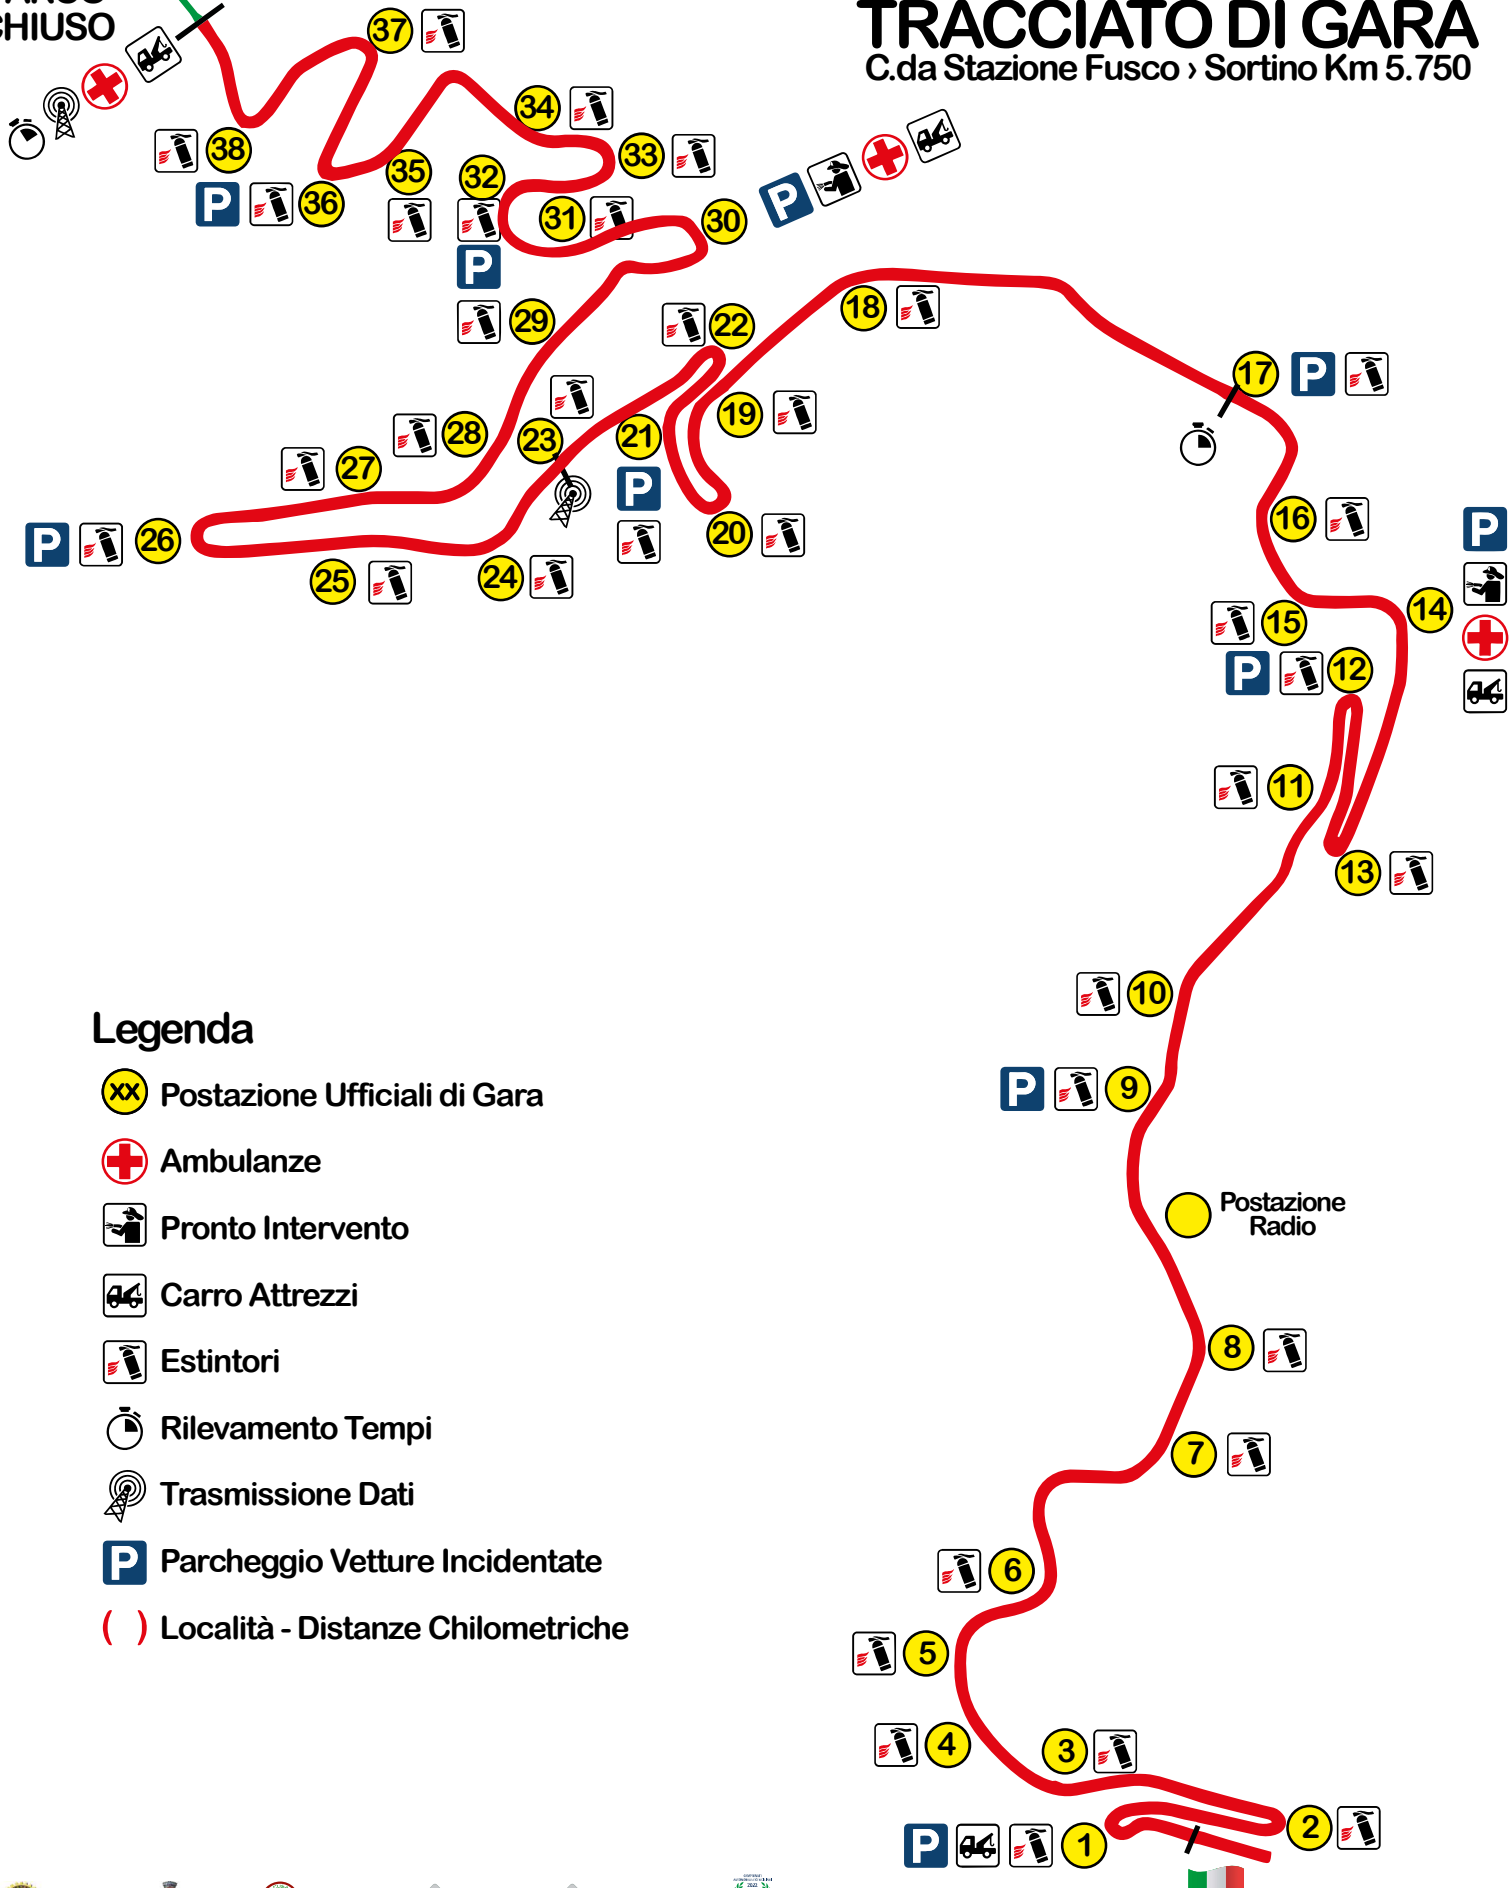 CHIUSO
TRACCIATO DI GARA
C.da Stazione Fusco › Sortino Km 5.750
37
34
38
33
35
32
P
36
31
30
P
P
29
22
18
17
P
19
28
23
21
27
P
16
P
P
26
20
25
24
14
15
P
12
11
13
10
Legenda
P
9
XX
Postazione Ufficiali di Gara
Ambulanze
Postazione
Radio
Pronto Intervento
Carro Attrezzi
8
Estintori
Rilevamento Tempi
7
Trasmissione Dati
P
Parcheggio Vetture Incidentate
6
( )
Località - Distanze Chilometriche
5
4
3
2
P
1